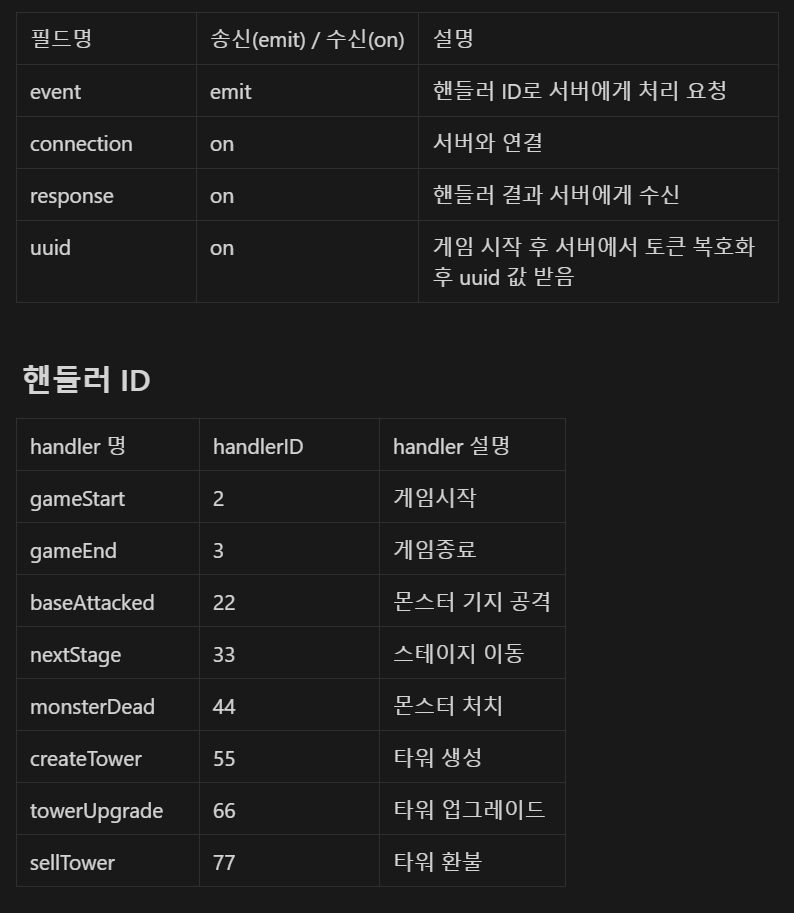 필드명 송신(emit) / 수신(on) 설명
event emit 핸들러 ID로 서버에게 처리 요청
connection on 서버와 연결
response on 핸들러 결과 서버에게 수신
uuid on 게임 시작 후 서버에서 토큰 복호화
후 uuid 값 받음
핸들러 ID
handler 명 handlerID handler 설명
gameStart 2 게임시작
gameEnd 3 게임종료
baseAttacked 22 몬스터 기지 공격
nextStage 33 스테이지 이동
monsterDead 44 몬스터 처치
createTower 55 타워 생성
towerUpgrade 66 타워 업그레이드
sellTower 77 타워 환불